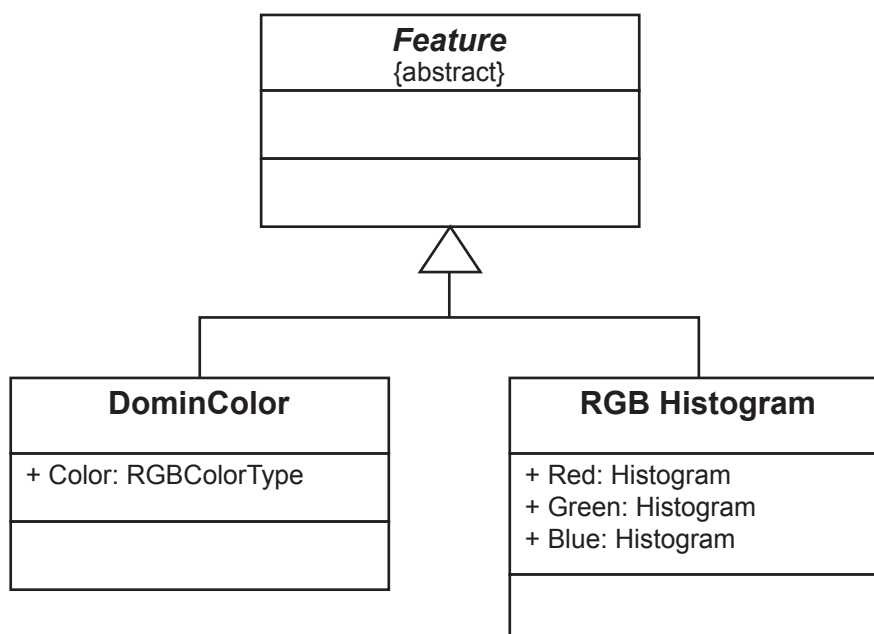 Feature
{abstract}
DominColor
+ Color: RGBColorType
RGB Histogram
+ Red: Histogram
+ Green: Histogram
+ Blue: Histogram